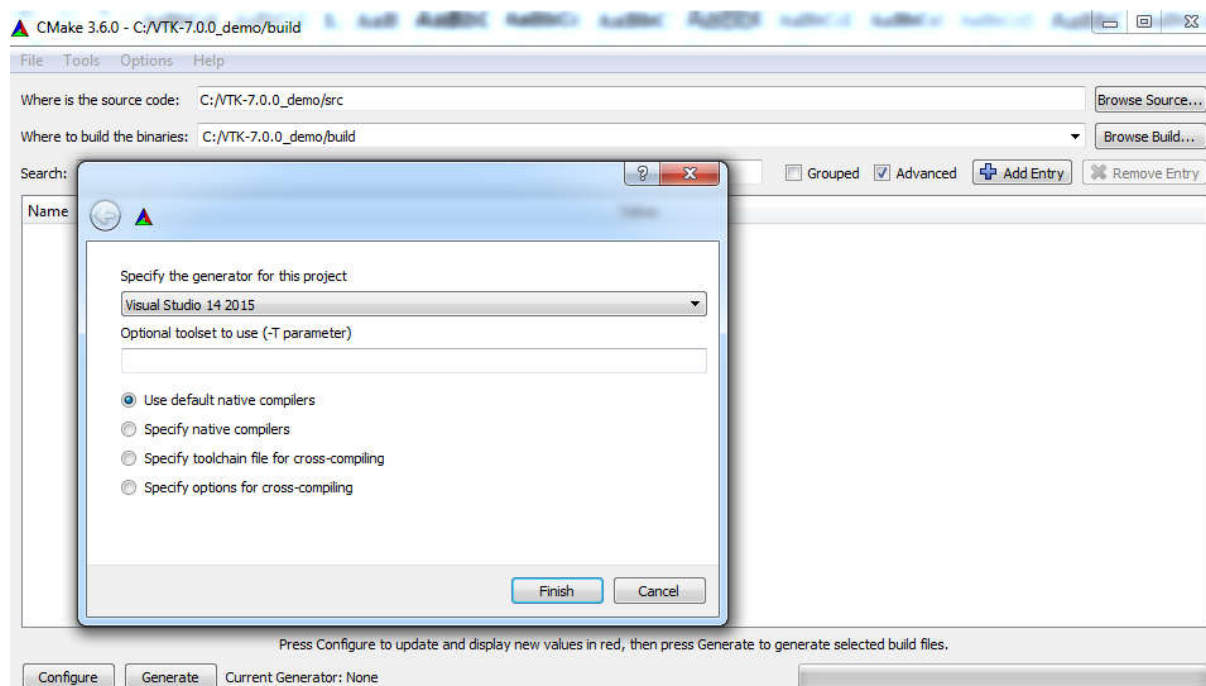 CMake 3.6.0 - C:/VTK-7.0.0_demo/build
File Tools Options Help
Where is the source code: C:/VTK-7.0.0_demo/src Browse Source...
Where to build the binaries: C:/VTK-7.0.0_demo/build Browse Build...
Search: Grouped Advanced Add Entry Remove Entry
Name
Specify the generator for this project
Visual Studio 14 2015
Optional toolset to use (-T parameter)
Use default native compilers
Specify native compilers
Specify toolchain file for cross-compiling
Specify options for cross-compiling
Finish Cancel
Press Configure to update and display new values in red, then press Generate to generate selected build files.
Configure Generate Current Generator: None